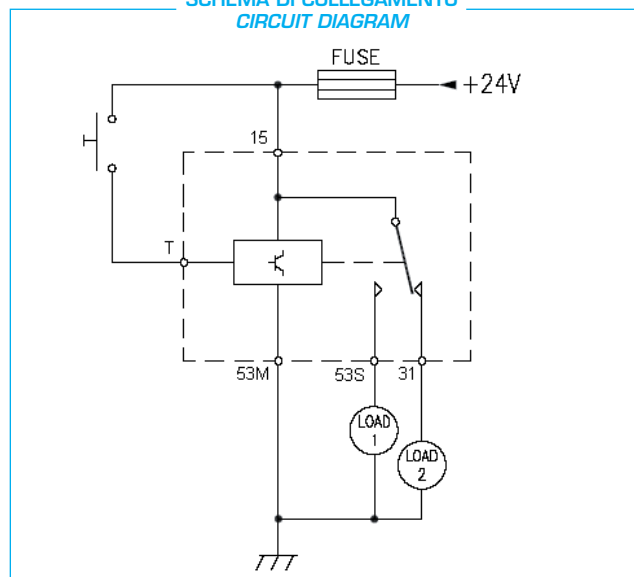 SCHEMA DI COLLEGAMENTO
CIRCUIT DIAGRAM
FUSE
+24V
15
T
53M
53S
31
LOAD
1
LOAD
2